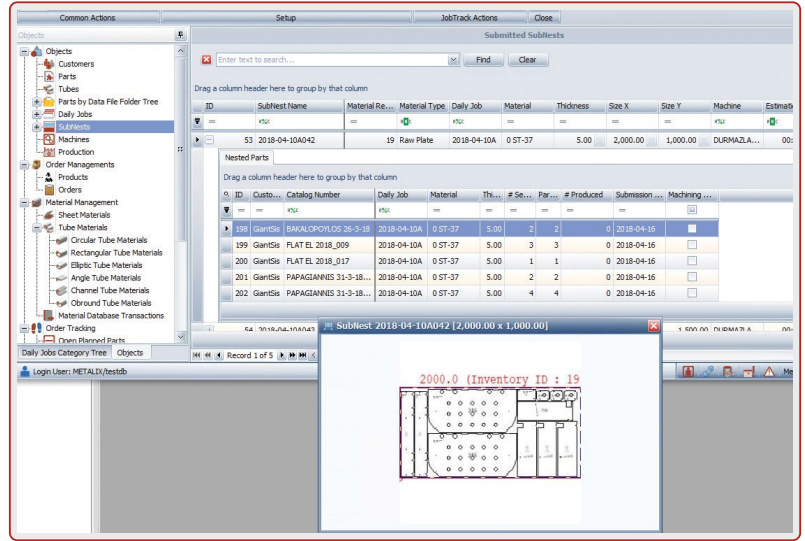 Common Actions Setup JobTrack Actions Close
Objects
Submitted SubNests
Objects
Customers
Parts
Tubes
Parts by Data File Folder Tree
Daily Jobs
SubNests
Machines
Production
Order Managements
Products
Orders
Material Management
Sheet Materials
Tube Materials
Circular Tube Materials
Rectangular Tube Materials
Elliptic Tube Materials
Angle Tube Materials
Channel Tube Materials
Obround Tube Materials
Material Database Transactions
Order Tracking
Open Planned Parts
Daily Jobs Category Tree Objects
Enter text to search... Find Clear
Drag a column header here to group by that column
ID SubNest Name Material Re... Material Type Daily Job Material Thickness Size X Size Y Machine
53 2018-04-10A042 19 Raw Plate 2018-04-10A 0 ST-37 5.00 2,000.00 1,000.00 DURMAZLA... 00:
Nested Parts
Drag a column header here to group by that column
ID Custo... Catalog Number Daily Job Material Thi... # Se... Par... # Produced Submission ... Machining ...
198 GiantSis BAKALOPOYLOS 26-3-18 2018-04-10A 0 ST-37 5.00 2 2 0 2018-04-16
199 GiantSis FLAT EL 2018_009 2018-04-10A 0 ST-37 5.00 3 3 0 2018-04-16
200 GiantSis FLAT EL 2018_017 2018-04-10A 0 ST-37 5.00 1 1 0 2018-04-16
201 GiantSis PAPAGIANNIS 31-3-18... 2018-04-10A 0 ST-37 5.00 2 2 0 2018-04-16
202 GiantSis PAPAGIANNIS 31-3-18... 2018-04-10A 0 ST-37 5.00 4 4 0 2018-04-16
54 2018-04-10A043 1,500.00 DURMAZLA 00:
Record 1 of 5
SubNest 2018-04-10A042 [2,000.00 x 1,000.00]
2000.0 (Inventory ID : 19
Login User: METALIX/testdb